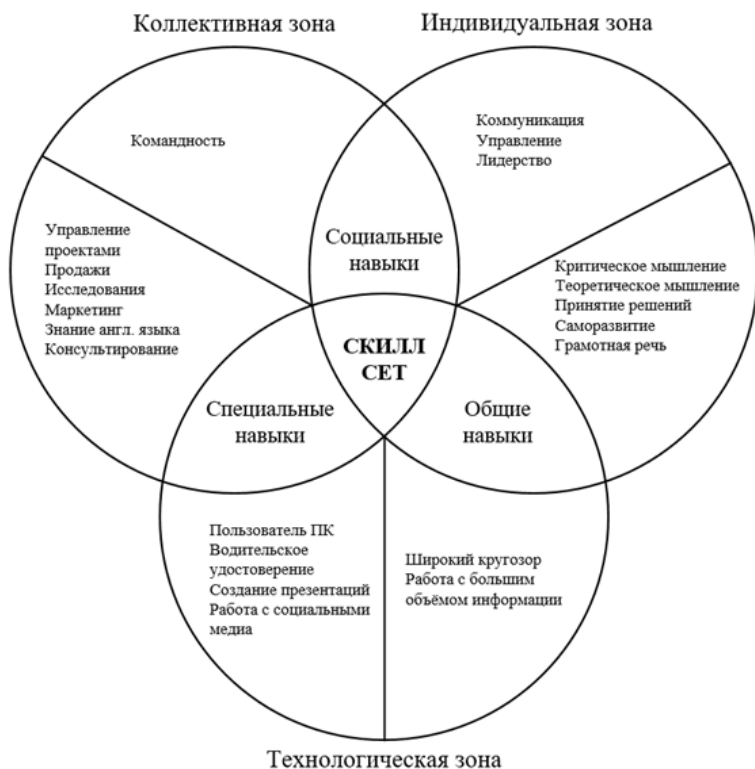 Коллективная зона
Индивидуальная зона
Командность
Коммуникация
Управление
Лидерство
Управление
проектами
Продажи
Исследования
Маркетинг
Знание англ. языка
Консультирование
Социальные
навыки
Критическое мышление
Теоретическое мышление
Принятие решений
Саморазвитие
Грамотная речь
СКИЛЛ
СЕТ
Специальные
навыки
Общие
навыки
Пользователь ПК
Водительское
удостоверение
Создание презентаций
Работа с социальными
медиа
Широкий кругозор
Работа с большим
объёмом информации
Технологическая зона